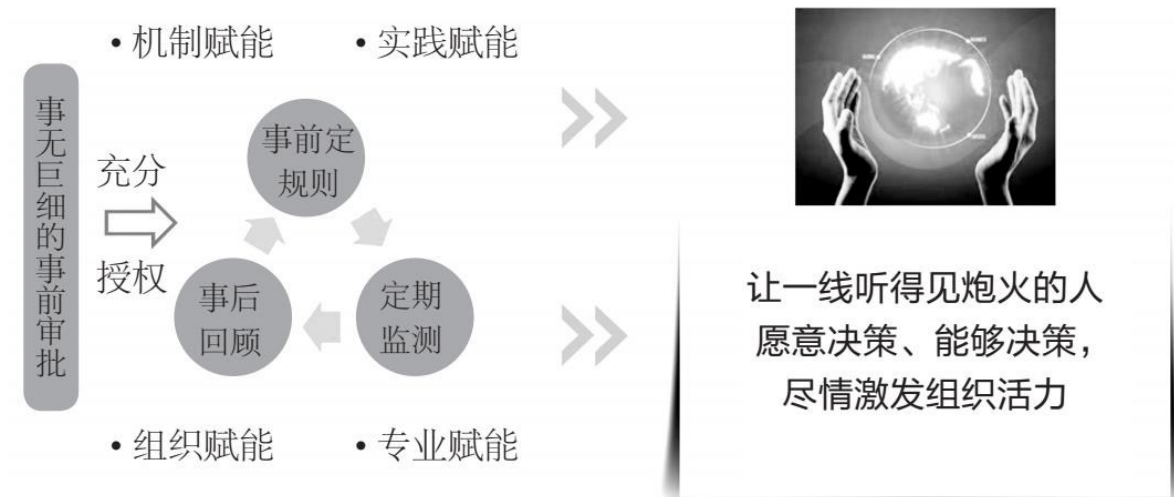 • 机制赋能
• 实践赋能
事无巨细的事前审批
充分
授权
事前定
规则
定期
监测
事后
回顾
• 组织赋能
• 专业赋能
让一线听得见炮火的人
愿意决策、能够决策，
尽情激发组织活力